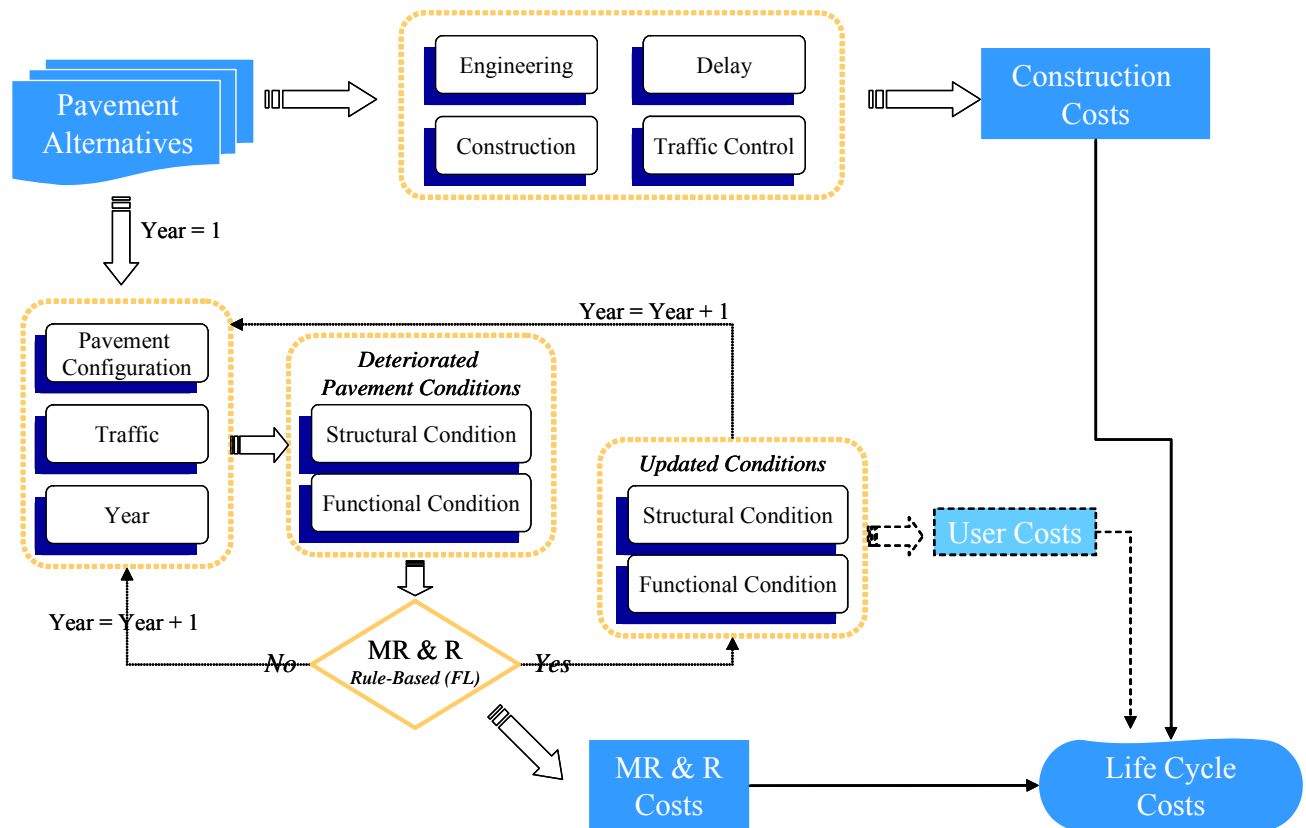 Engineering
Delay
Construction
Traffic Control
Pavement
Alternatives
Construction
Costs
Year = 1
Year = Year + 1
Pavement
Configuration
Traffic
Year
Deteriorated
Pavement Conditions
Structural Condition
Functional Condition
Updated Conditions
Structural Condition
Functional Condition
User Costs
Year = Year + 1
No
MR & R
Rule-Based (FL)
Yes
MR & R
Costs
Life Cycle
Costs